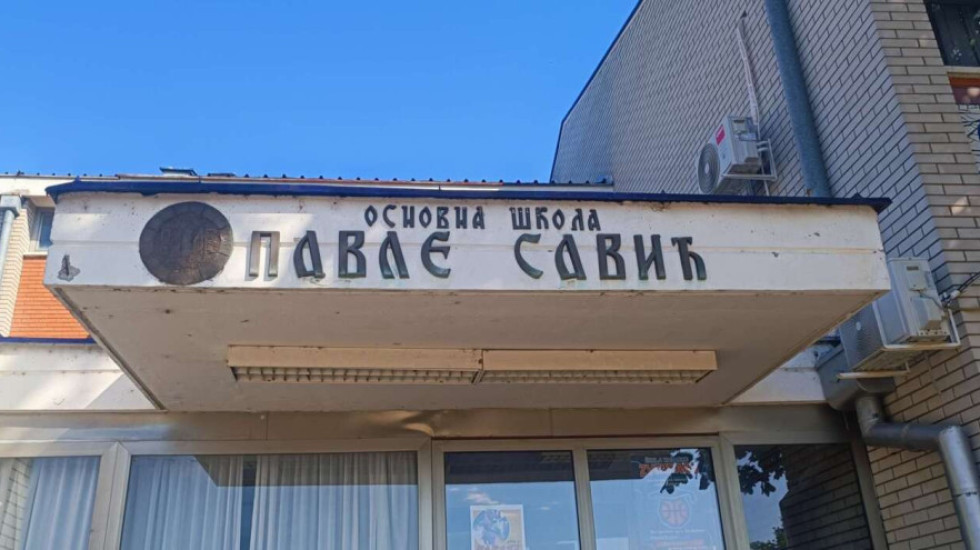 основна школа
павле савић